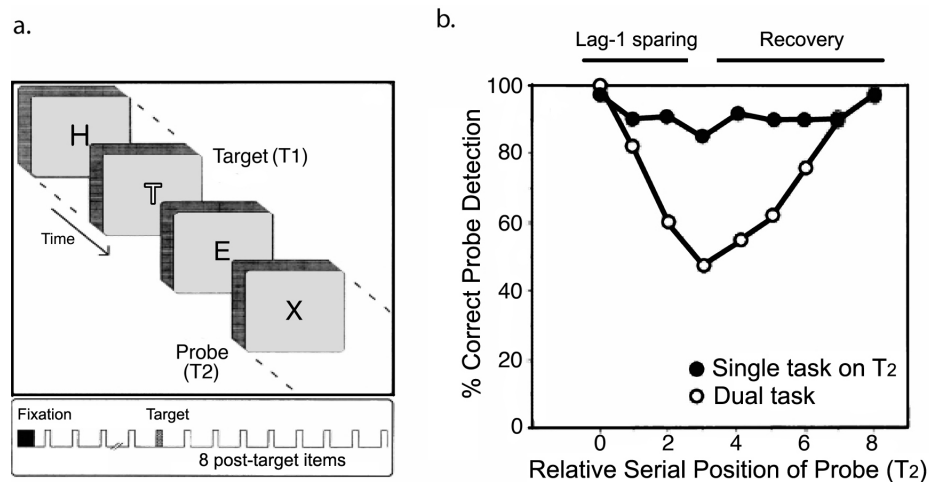 a.
H
Target (T1)
T
Time
E
X
Probe
(T2)
Fixation
Target
8 post-target items
b.
Lag-1 sparing
Recovery
100
80
60
40
20
0
% Correct Probe Detection
Single task on T2
Dual task
0 2 4 6 8
Relative Serial Position of Probe (T2)